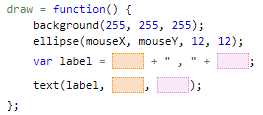 draw = function() {
background(255, 255, 255);
ellipse(mouseX, mouseY, 12, 12);
var label = + " , " + ;
text(label, , );
};